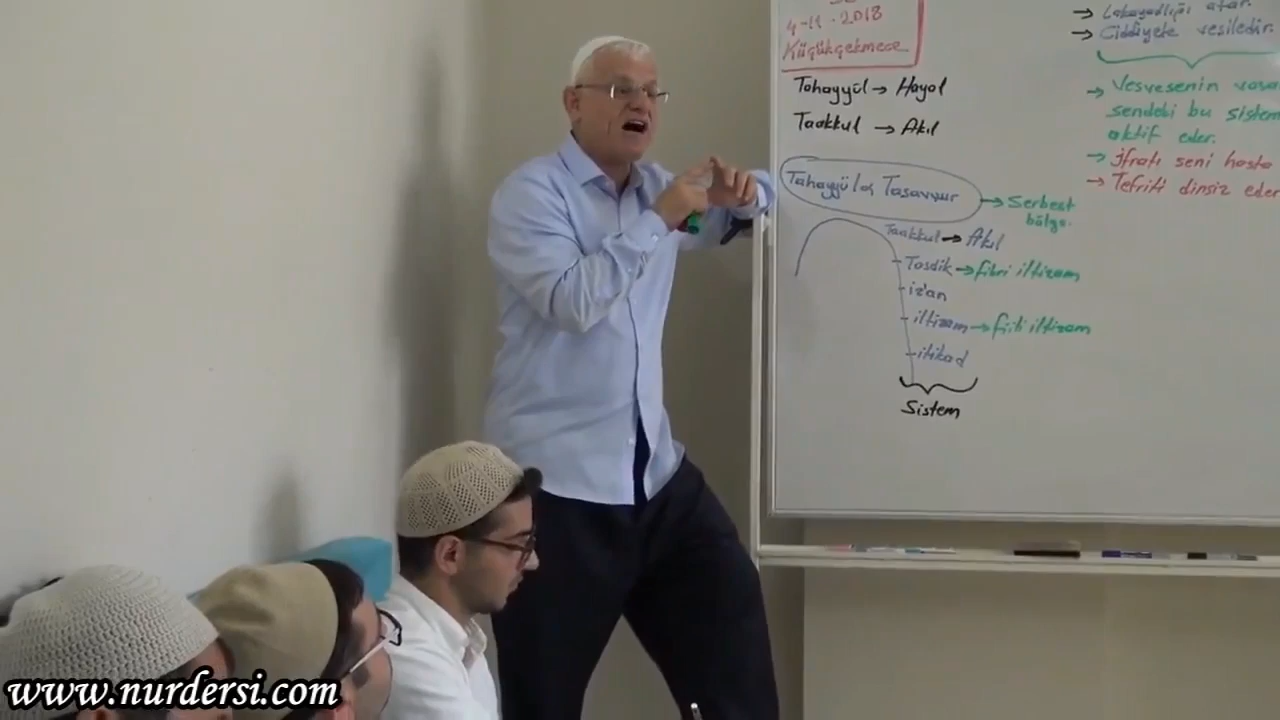 4-11-2018
Küçükçekmece
Tahayyül → Hayal
Taakkul → Akıl
Tahayyül Tasavvur → Serbest
bölge.
Taakkul → Akıl
Tasdik → fikri iltizam
iz'an
iltizam → fiili iltizam
itikad
Sistem
→ Lakaydlığı atar.
→ Ciddiyete vesiledir.
→ Vesvesenin
sendeki bu sistem
aktif eder.
→ İfratı seni hasta
→ Tefriti dinsiz eder
www.nurdersi.com